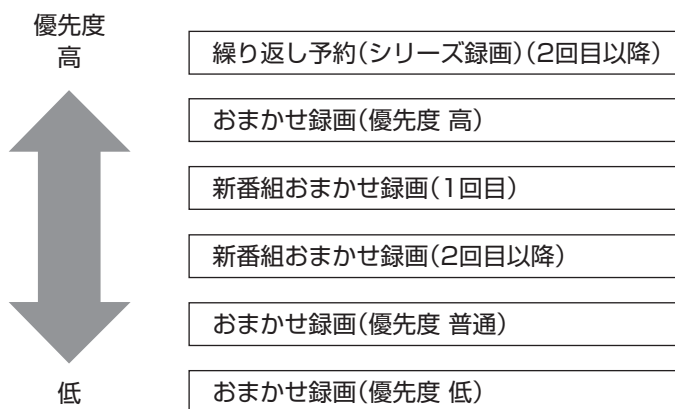 優先度
高
繰り返し予約(シリーズ録画)(2回目以降)
おまかせ録画(優先度 高)
新番組おまかせ録画(1回目)
新番組おまかせ録画(2回目以降)
おまかせ録画(優先度 普通)
低
おまかせ録画(優先度 低)